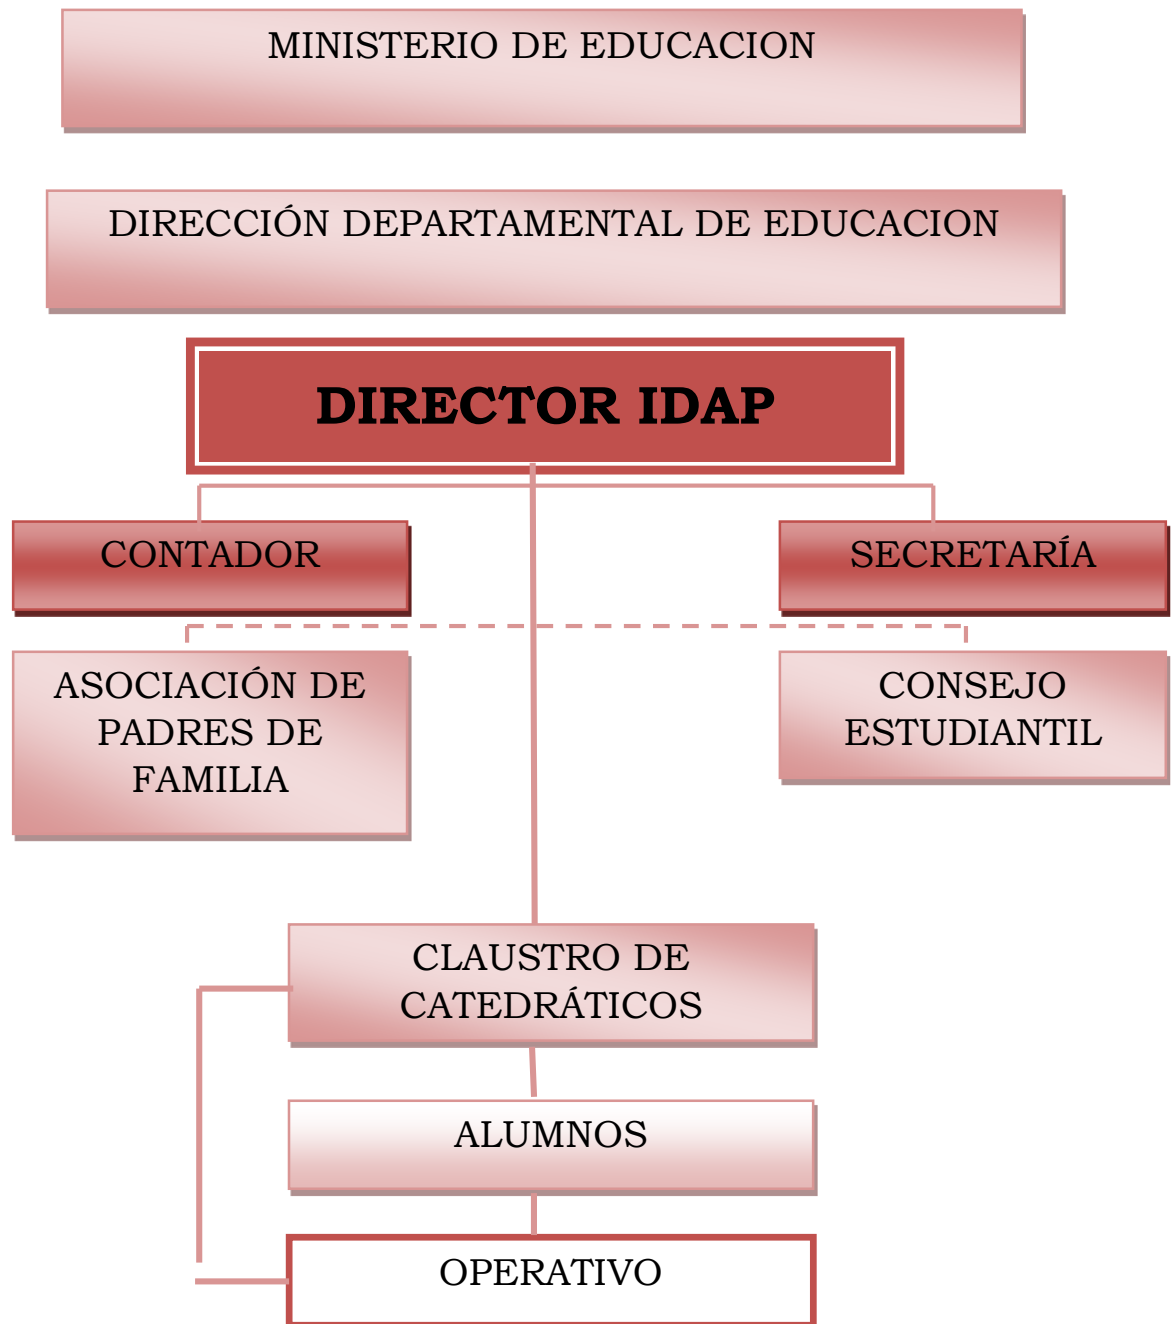 MINISTERIO DE EDUCACION
DIRECCIÓN DEPARTAMENTAL DE EDUCACION
DIRECTOR IDAP
CONTADOR
SECRETARÍA
ASOCIACIÓN DE
PADRES DE
FAMILIA
CONSEJO
ESTUDIANTIL
CLAUSTRO DE
CATEDRÁTICOS
ALUMNOS
OPERATIVO